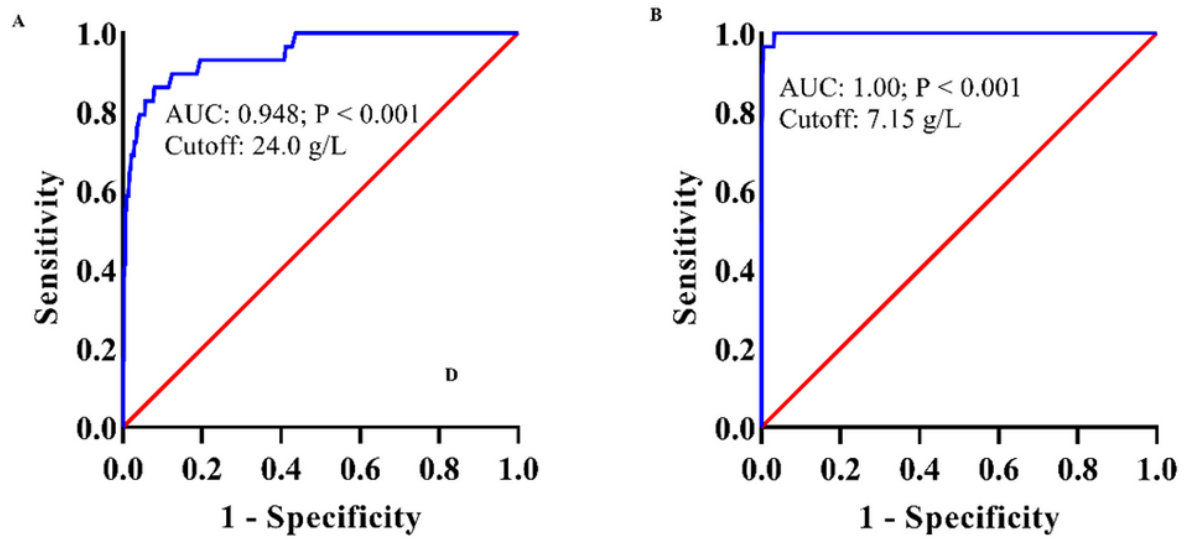 A
1.0
0.8
0.6
0.4
0.2
0.0
Sensitivity
AUC: 0.948; P < 0.001
Cutoff: 24.0 g/L
D
0.0 0.2 0.4 0.6 0.8 1.0
1 - Specificity
B
1.0
0.8
0.6
0.4
0.2
0.0
Sensitivity
AUC: 1.00; P < 0.001
Cutoff: 7.15 g/L
0.0 0.2 0.4 0.6 0.8 1.0
1 - Specificity